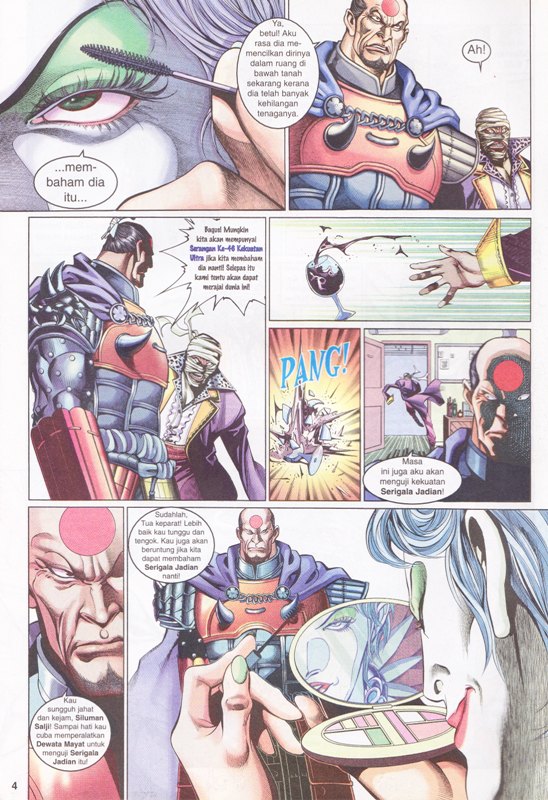 Ya,
betul! Aku
rasa dia me-
mencilkan dirinya
dalam ruang di
bawah tanah
sekarang kerana
dia telah banyak
kehilangan
tenaganya.
Ah!
...mem-
baham dia
itu...
Bagus! Mungkin
kita akan mempunyai
Serangan Ke-46 Kekuatan
Ultra jika kita membaham
dia nanti! Selepas itu
kami tentu akan dapat
merajai dunia ini!
PANG!
Masa
ini juga aku akan
menguji kekuatan
Serigala Jadian!
Sudahlah,
Tua keparat! Lebih
baik kau tunggu dan
tengok. Kau juga akan
beruntung jika kita
dapat membaham
Serigala Jadian
nanti!
Kau
sungguh jahat
dan kejam, Siluman
Salji! Sampai hati kau
cuba memperalatkan
Dewata Mayat untuk
menguji Serigala
Jadian itu!
4